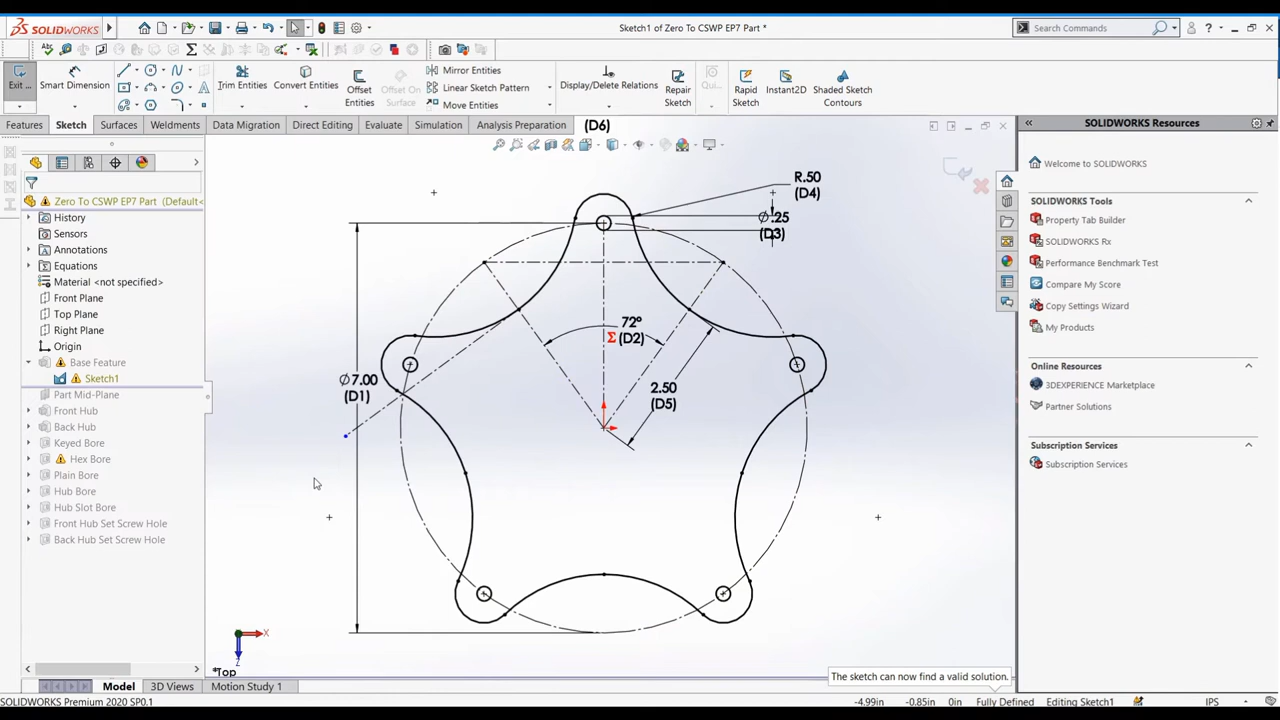 SOLIDWORKS
Sketch1 of Zero To CSWP EP7 Part *
Search Commands
?
Exit ...
Smart Dimension
Trim Entities
Convert Entities
Offset
Entities
Offset On
Surface
Mirror Entities
Linear Sketch Pattern
Move Entities
Display/Delete Relations
Repair
Sketch
Qui...
Rapid
Sketch
Instant2D
Shaded Sketch
Contours
Features
Sketch
Surfaces
Weldments
Data Migration
Direct Editing
Evaluate
Simulation
Analysis Preparation
(D6)
SOLIDWORKS Resources
Zero To CSWP EP7 Part (Default<
History
Sensors
Annotations
Equations
Material <not specified>
Front Plane
Top Plane
Right Plane
Origin
Base Feature
Sketch1
Part Mid-Plane
Front Hub
Back Hub
Keyed Bore
Hex Bore
Plain Bore
Hub Bore
Hub Slot Bore
Front Hub Set Screw Hole
Back Hub Set Screw Hole
R.50
(D4)
Ø.25
(D3)
72°
Σ (D2)
Ø7.00
(D1)
2.50
(D5)
X
Z
*Top
Welcome to SOLIDWORKS
SOLIDWORKS Tools
Property Tab Builder
SOLIDWORKS Rx
Performance Benchmark Test
Compare My Score
Copy Settings Wizard
My Products
Online Resources
3DEXPERIENCE Marketplace
Partner Solutions
Subscription Services
Subscription Services
The sketch can now find a valid solution.
Model
3D Views
Motion Study 1
SOLIDWORKS Premium 2020 SP0.1
-4.99in
-0.85in
0in
Fully Defined
Editing Sketch1
IPS